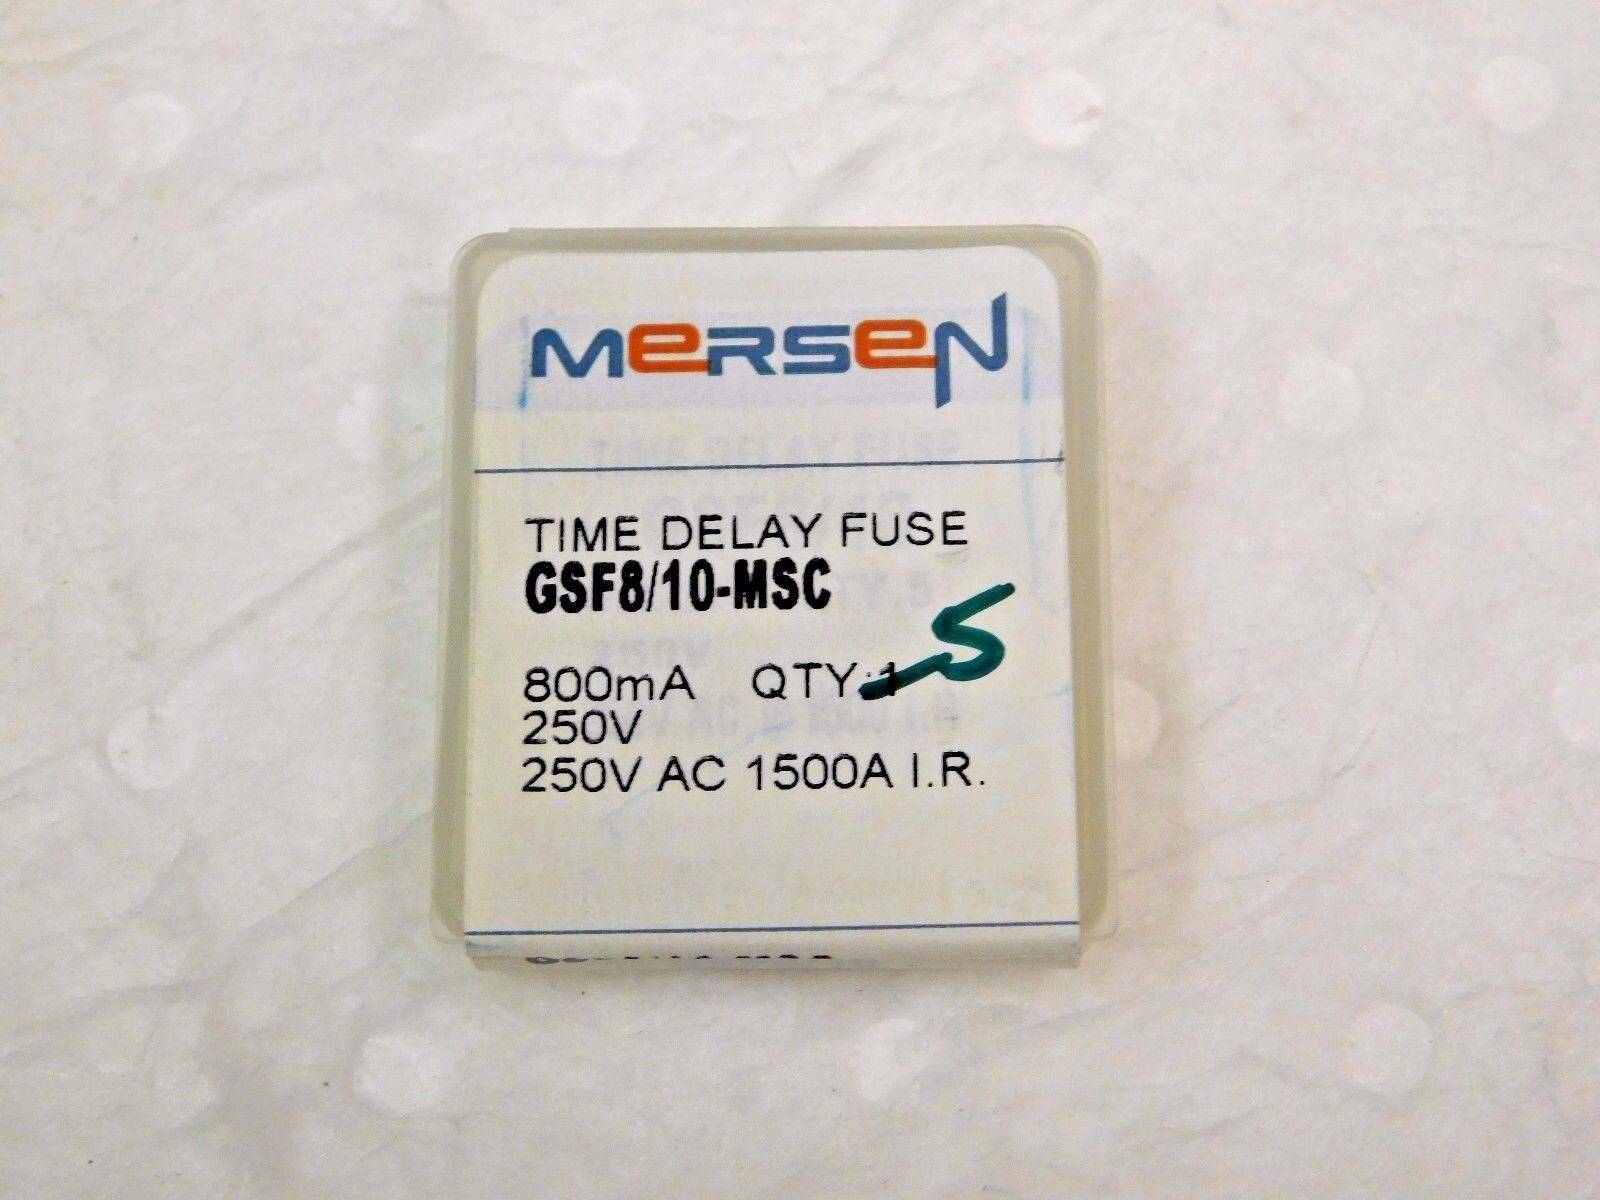 MERSEN
TIME DELAY FUSE
GSF8/10-MSC
800mA QTY:1 5
250V
250V AC 1500A I.R.